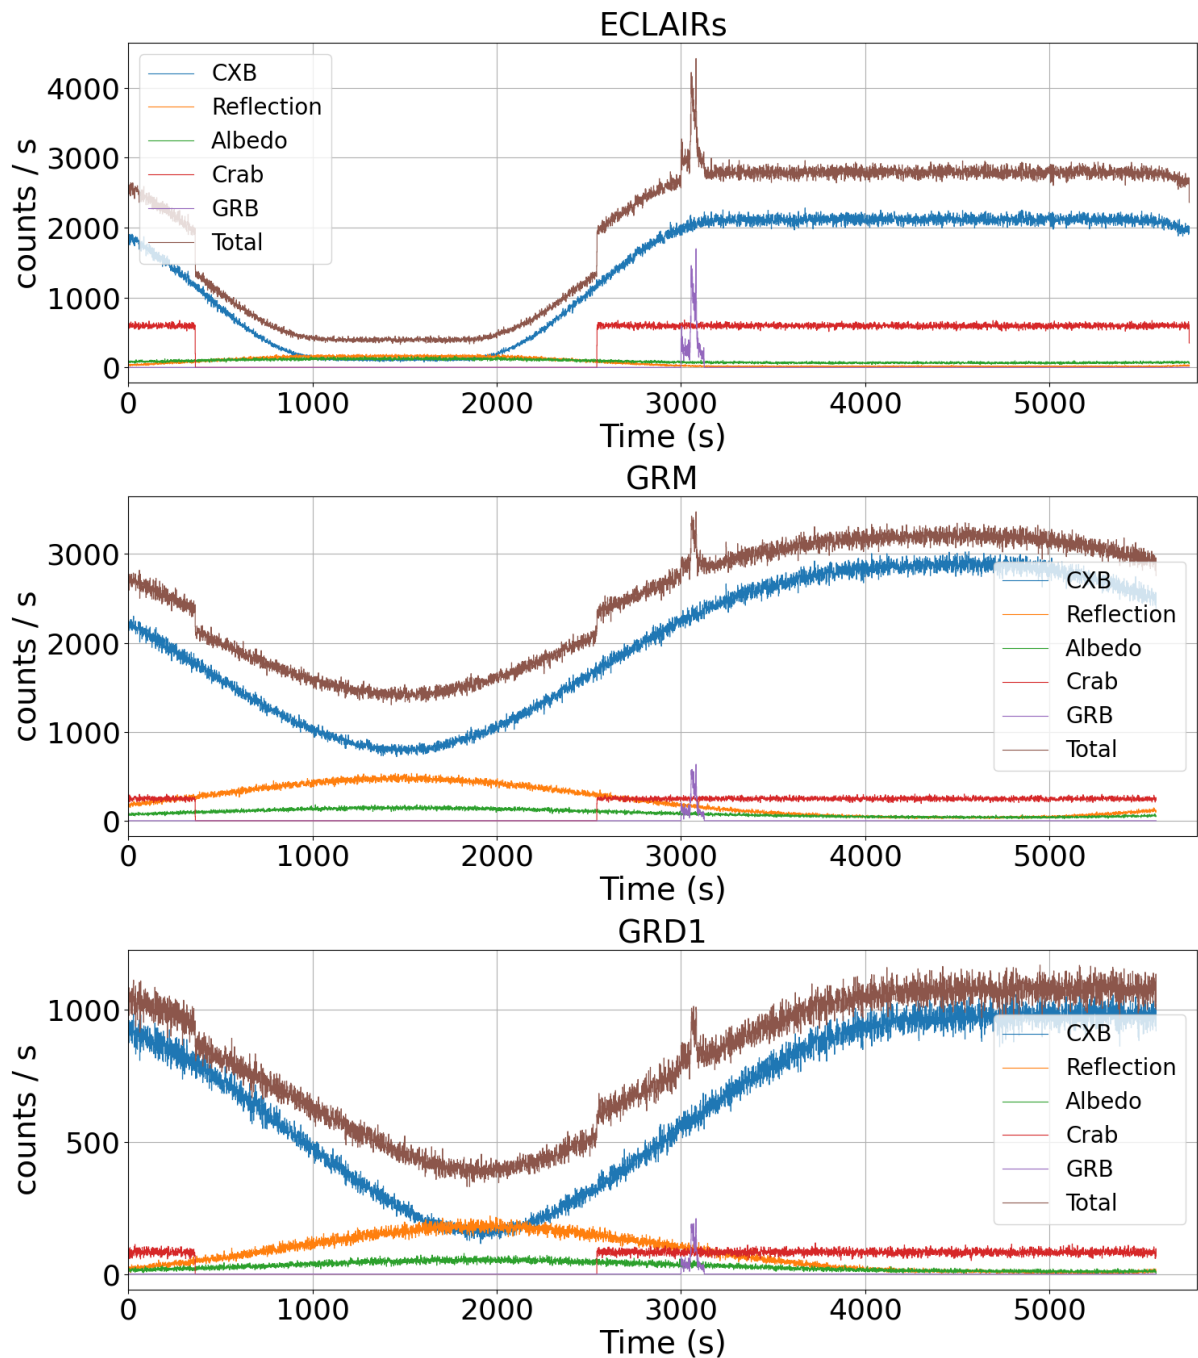 ECLAIRs
counts / s
4000
3000
2000
1000
0
CXB
Reflection
Albedo
Crab
GRB
Total
0 1000 2000 3000 4000 5000
Time (s)
GRM
counts / s
3000
2000
1000
0
CXB
Reflection
Albedo
Crab
GRB
Total
0 1000 2000 3000 4000 5000
Time (s)
GRD1
counts / s
1000
500
0
CXB
Reflection
Albedo
Crab
GRB
Total
0 1000 2000 3000 4000 5000
Time (s)